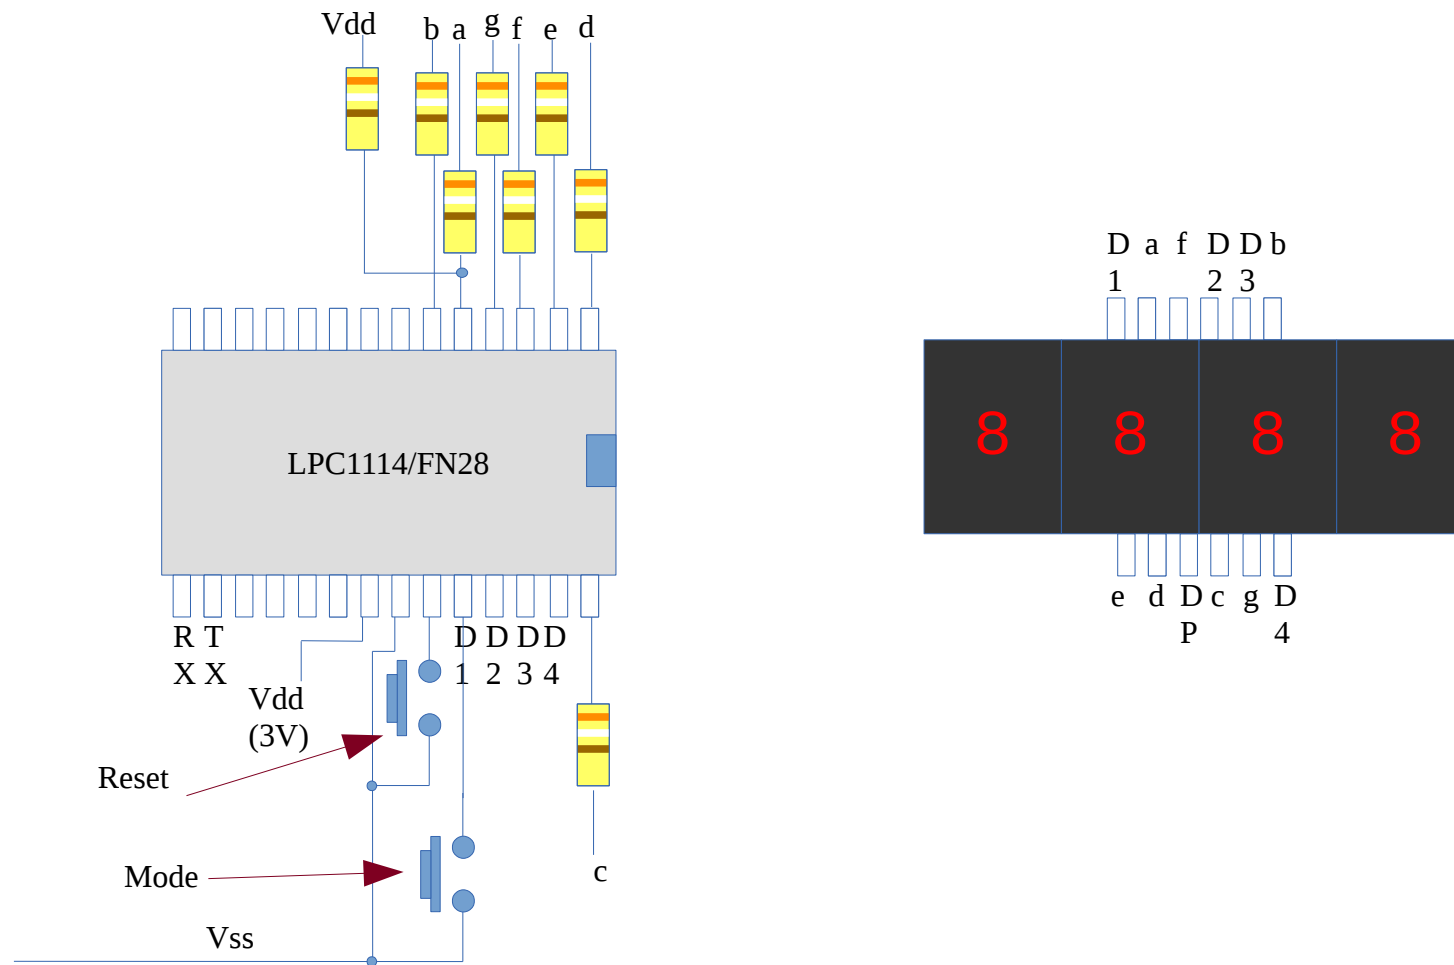 Vdd
b a g f e d
D a f D D b
1 2 3
8 8 8 8
LPC1114/FN28
e d D c g D
P 4
R T D D D D
X X 1 2 3 4
Vdd
(3V)
Reset
Mode
c
Vss